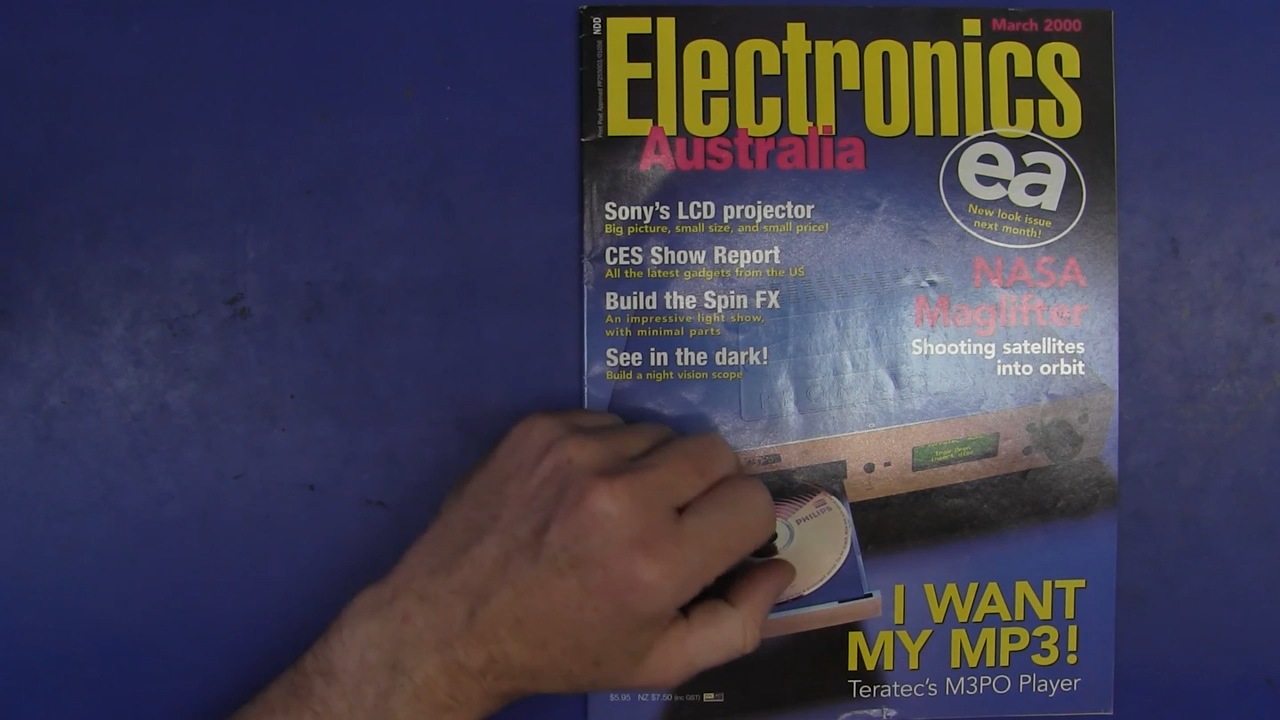 NDD
March 2000
Electronics
Australia
ea
New look issue
next month!
Sony's LCD projector
Big picture, small size, and small price!
CES Show Report
All the latest gadgets from the US
Build the Spin FX
An impressive light show,
with minimal parts
See in the dark!
Build a night vision scope
NASA
Maglifter
Shooting satellites
into orbit
PHILIPS
I WANT
MY MP3!
Teratec's M3PO Player
$5.95 NZ $7.50 (inc GST)